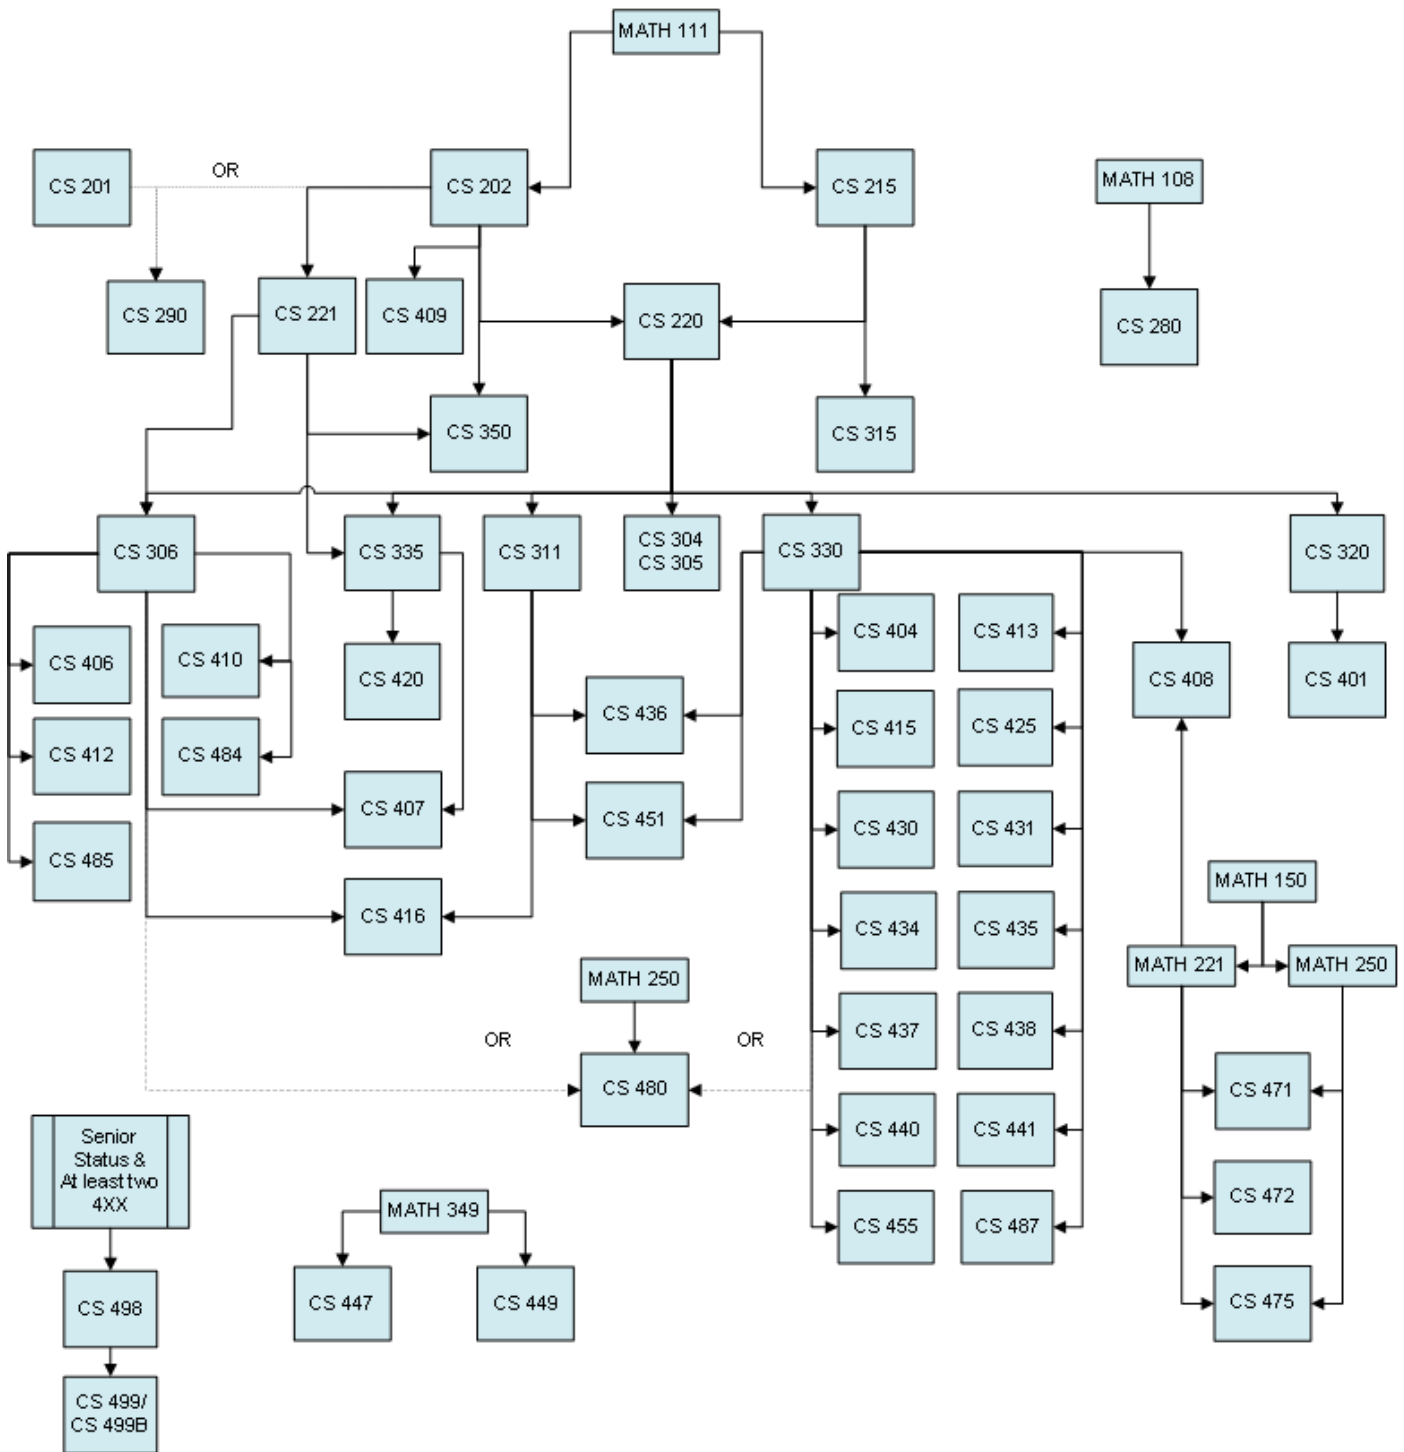 MATH 111
CS 201
OR
CS 202
CS 215
MATH 108
CS 290
CS 221
CS 409
CS 220
CS 280
CS 350
CS 315
CS 306
CS 335
CS 311
CS 304
CS 305
CS 330
CS 320
CS 404
CS 413
CS 406
CS 410
CS 420
CS 408
CS 401
CS 436
CS 415
CS 425
CS 412
CS 484
CS 407
CS 451
CS 430
CS 431
CS 485
MATH 150
CS 416
CS 434
CS 435
MATH 221
MATH 250
MATH 250
OR
OR
CS 437
CS 438
CS 480
CS 471
Senior
Status &
At least two
4XX
CS 440
CS 441
CS 472
MATH 349
CS 455
CS 487
CS 498
CS 447
CS 449
CS 475
CS 499/
CS 499B